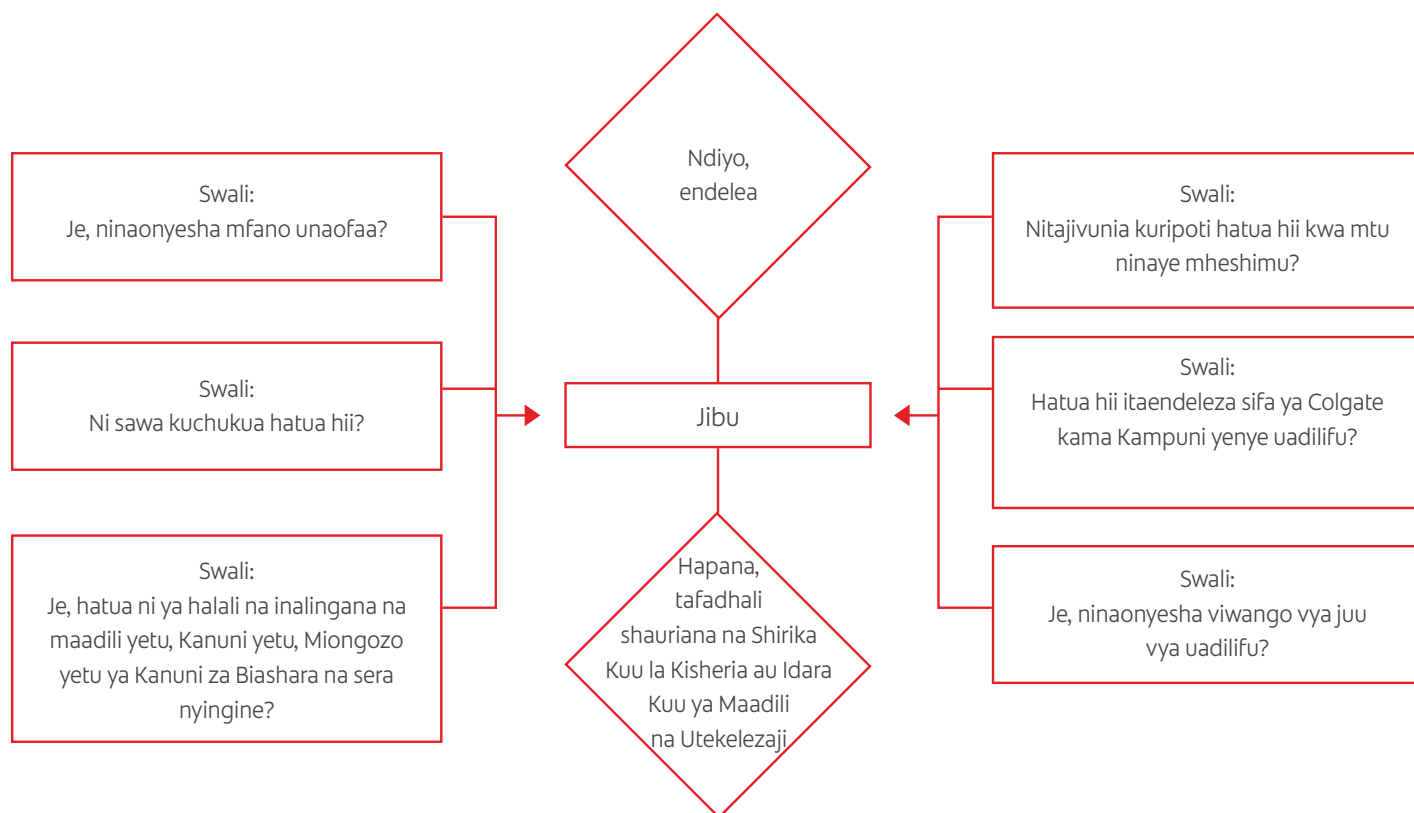 Swali:
Je, ninaonyesha mfano unaofaa?
Swali:
Ni sawa kuchukua hatua hii?
Swali:
Je, hatua ni ya halali na inalingana na
maadili yetu, Kanuni yetu, Miongozo
yetu ya Kanuni za Biashara na sera
nyingine?
Ndiyo,
endelea
Jibu
Hapana,
tafadhali
shauriana na Shirika
Kuu la Kisheria au Idara
Kuu ya Maadili
na Utekelezaji
Swali:
Nitajivunia kuripoti hatua hii kwa mtu
ninaye mheshimu?
Swali:
Hatua hii itaendeleza sifa ya Colgate
kama Kampuni yenye uadilifu?
Swali:
Je, ninaonyesha viwango vya juu
vya uadilifu?